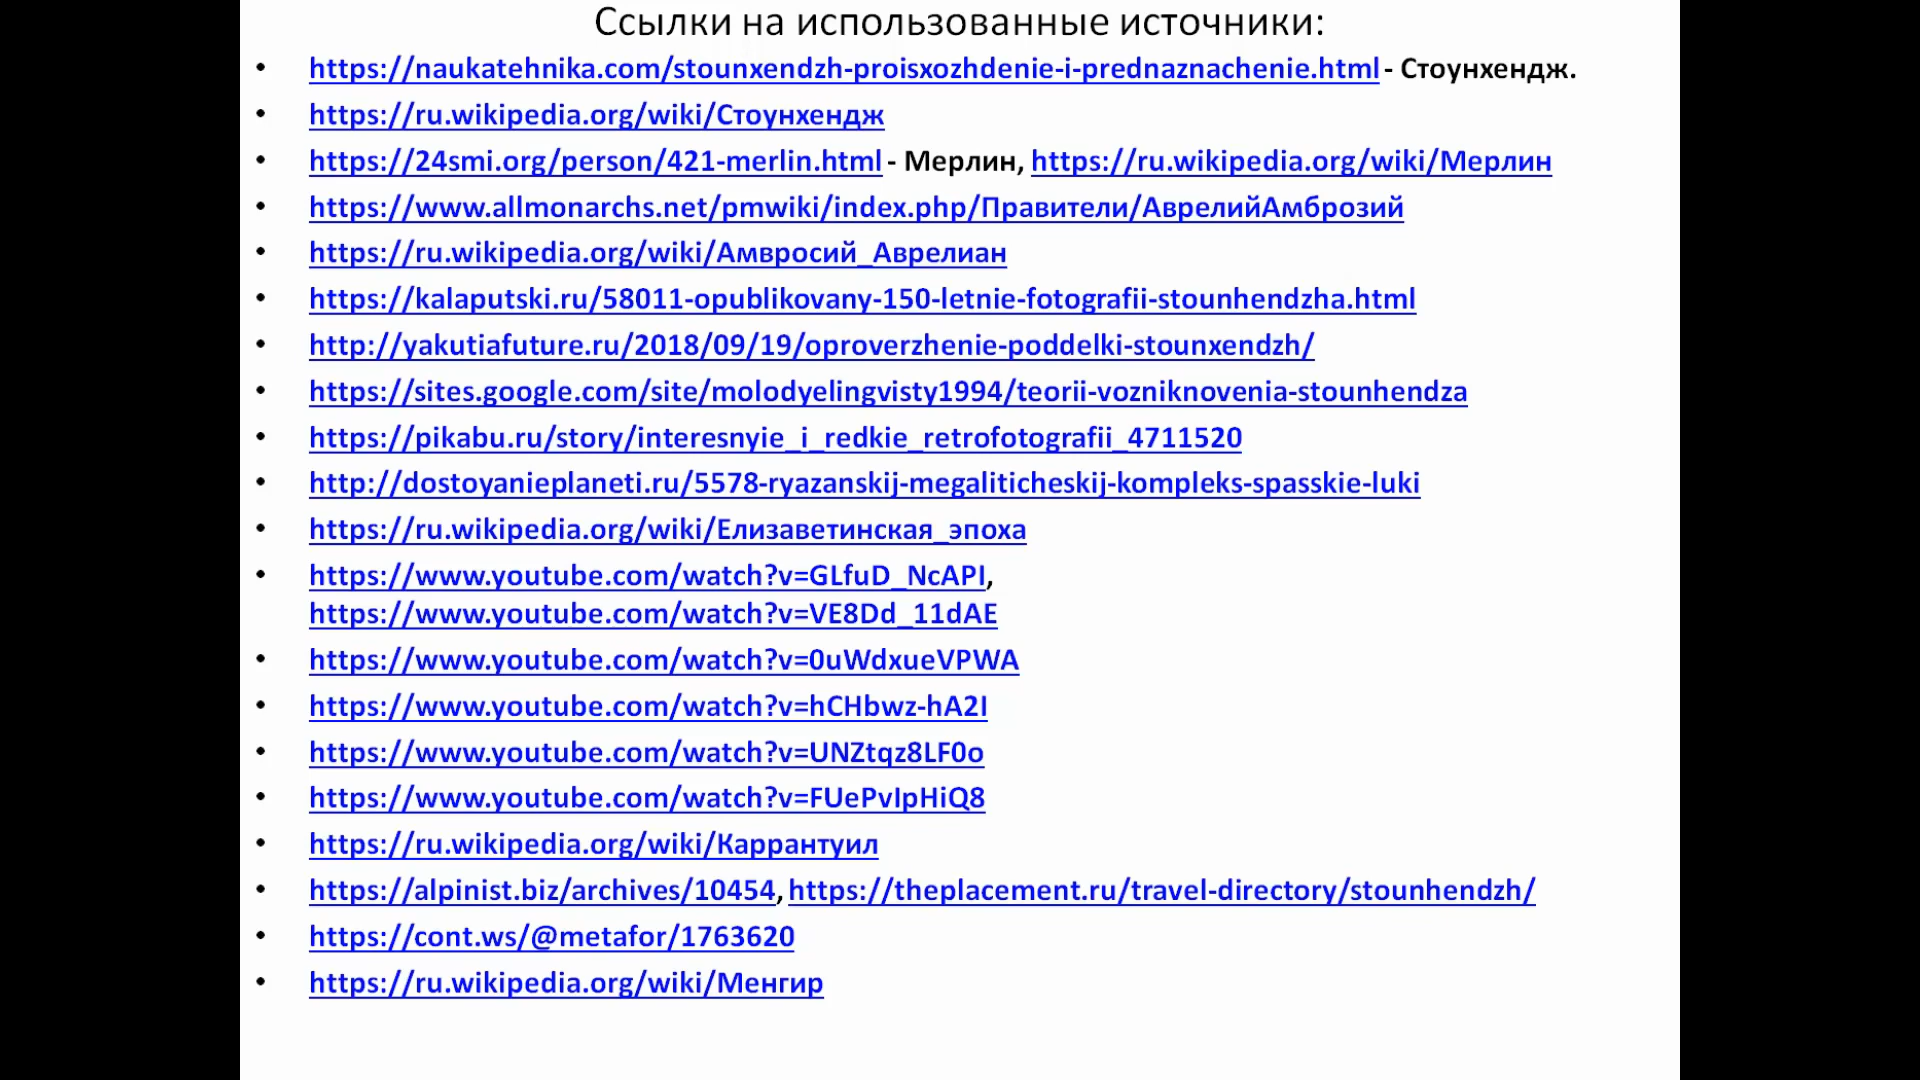 Ссылки на использованные источники:
• https://naukatehnika.com/stounxendzh-proisxozhdenie-i-prednaznachenie.html - Стоунхендж.
• https://ru.wikipedia.org/wiki/Стоунхендж
• https://24smi.org/person/421-merlin.html - Мерлин, https://ru.wikipedia.org/wiki/Мерлин
• https://www.allmonarchs.net/pmwiki/index.php/Правители/АврелийАмброзий
• https://ru.wikipedia.org/wiki/Амвросий_Аврелиан
• https://kalaputski.ru/58011-opublikovany-150-letnie-fotografii-stounhendzha.html
• http://yakutiafuture.ru/2018/09/19/oproverzhenie-poddelki-stounxendzh/
• https://sites.google.com/site/molodyelingvisty1994/teorii-vozniknovenia-stounhendza
• https://pikabu.ru/story/interesnyie_i_redkie_retrofotografii_4711520
• http://dostoyanieplaneti.ru/5578-ryazanskij-megaliticheskij-kompleks-spasskie-luki
• https://ru.wikipedia.org/wiki/Елизаветинская_эпоха
• https://www.youtube.com/watch?v=GLfuD_NcAPI,
https://www.youtube.com/watch?v=VE8Dd_11dAE
• https://www.youtube.com/watch?v=0uWdxueVPWA
• https://www.youtube.com/watch?v=hCHbwz-hA2I
• https://www.youtube.com/watch?v=UNZtqz8LF0o
• https://www.youtube.com/watch?v=FUePvIpHiQ8
• https://ru.wikipedia.org/wiki/Каррантуил
• https://alpinist.biz/archives/10454, https://theplacement.ru/travel-directory/stounhendzh/
• https://cont.ws/@metafor/1763620
• https://ru.wikipedia.org/wiki/Менгир